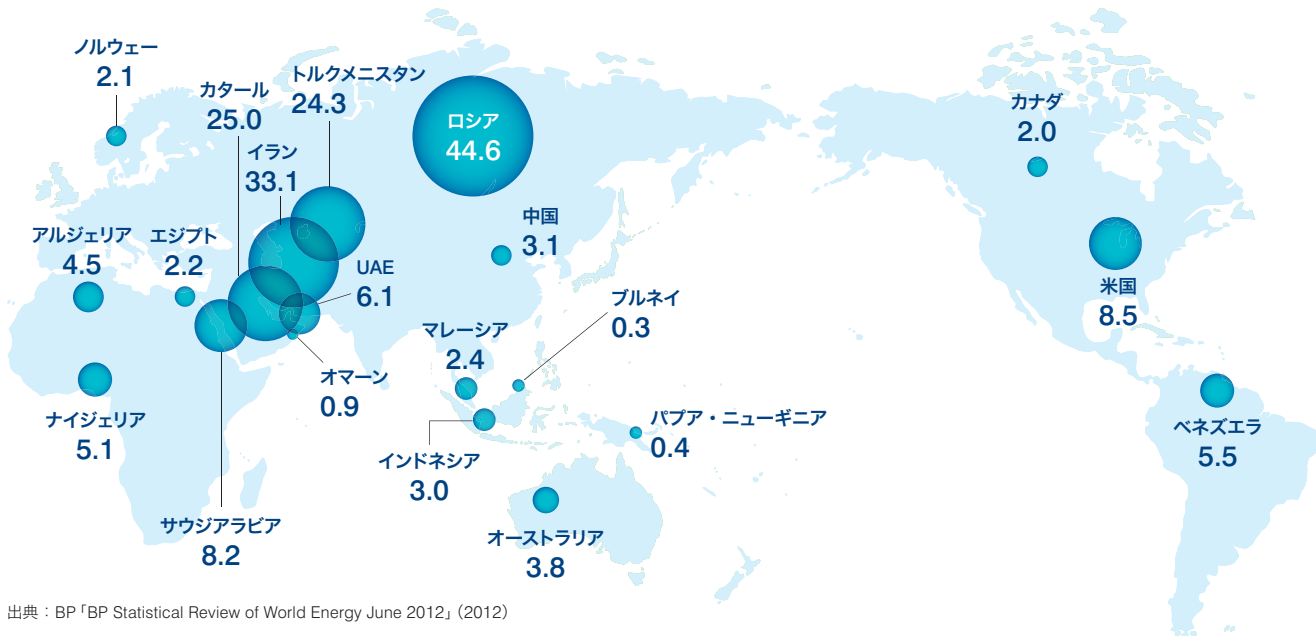 ノルウェー
2.1
カタール
25.0
トルクメニスタン
24.3
イラン
33.1
ロシア
44.6
カナダ
2.0
アルジェリア
4.5
エジプト
2.2
UAE
6.1
中国
3.1
米国
8.5
ブルネイ
0.3
マレーシア
2.4
オマーン
0.9
ナイジェリア
5.1
パプア・ニューギニア
0.4
インドネシア
3.0
ベネズエラ
5.5
サウジアラビア
8.2
オーストラリア
3.8
出典：BP「BP Statistical Review of World Energy June 2012」（2012）